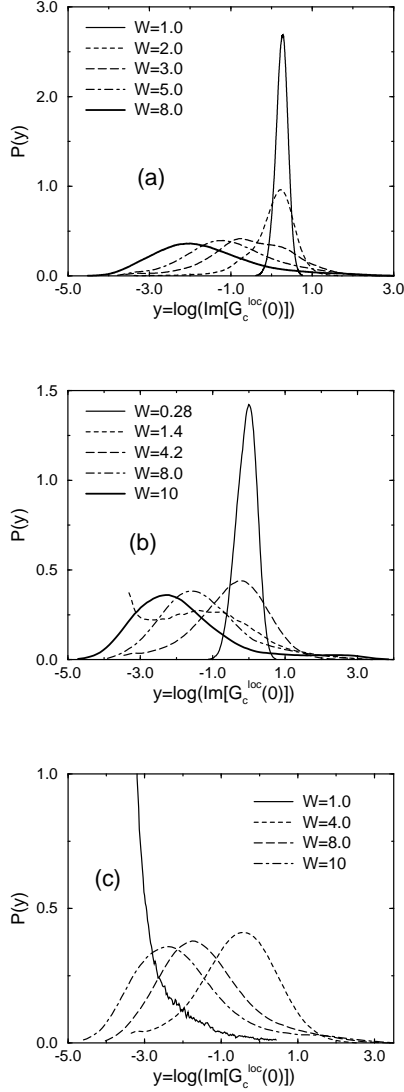 3.0
2.0
1.0
0.0
P(y)
W=1.0
W=2.0
W=3.0
W=5.0
W=8.0
(a)
-5.0 -3.0 -1.0 1.0 3.0
y=log(Im[G_c^loc(0)])
1.5
1.0
0.5
0.0
P(y)
W=0.28
W=1.4
W=4.2
W=8.0
W=10
(b)
-5.0 -3.0 -1.0 1.0 3.0
y=log(Im[G_c^loc(0)])
1.0
0.5
0.0
P(y)
W=1.0
W=4.0
W=8.0
W=10
(c)
-5.0 -3.0 -1.0 1.0 3.0
y=log(Im[G_c^loc(0)])